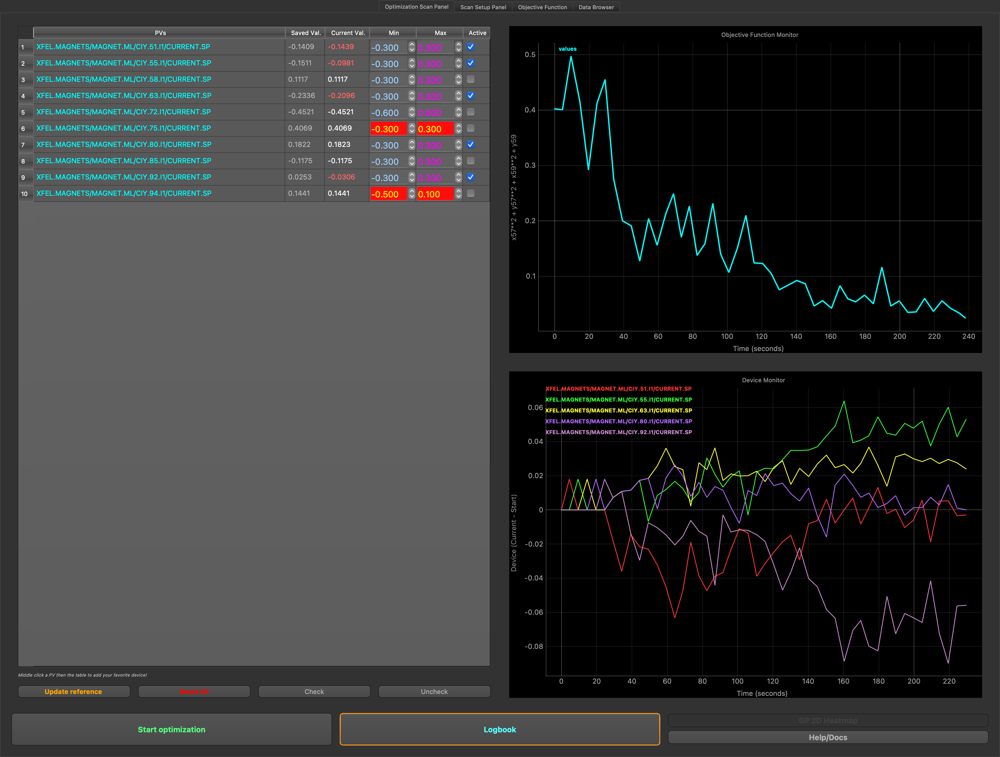 Optimization Scan Panel Scan Setup Panel Objective Function Data Browser
PVs Saved Val. Current Val. Min Max Active
1 XFEL.MAGNETS/MAGNET.ML/CIY.51.I1/CURRENT.SP -0.1409 -0.1439 -0.300 0.300
2 XFEL.MAGNETS/MAGNET.ML/CIY.55.I1/CURRENT.SP -0.1511 -0.0981 -0.300 0.300
3 XFEL.MAGNETS/MAGNET.ML/CIY.58.I1/CURRENT.SP 0.1117 0.1117 -0.300 0.300
4 XFEL.MAGNETS/MAGNET.ML/CIY.63.I1/CURRENT.SP -0.2336 -0.2096 -0.300 0.300
5 XFEL.MAGNETS/MAGNET.ML/CIY.72.I1/CURRENT.SP -0.4521 -0.4521 -0.600 0.000
6 XFEL.MAGNETS/MAGNET.ML/CIY.75.I1/CURRENT.SP 0.4069 0.4069 -0.300 0.300
7 XFEL.MAGNETS/MAGNET.ML/CIY.80.I1/CURRENT.SP 0.1822 0.1823 -0.300 0.300
8 XFEL.MAGNETS/MAGNET.ML/CIY.85.I1/CURRENT.SP -0.1175 -0.1175 -0.300 0.300
9 XFEL.MAGNETS/MAGNET.ML/CIY.92.I1/CURRENT.SP 0.0253 -0.0306 -0.300 0.300
10 XFEL.MAGNETS/MAGNET.ML/CIY.94.I1/CURRENT.SP 0.1441 0.1441 -0.500 0.100
Middle click a PV then the table to add your favorite device!
Update reference Reset All Check Uncheck
Objective Function Monitor
values
x57**2 + y57**2 + x59**2 + y59
0.5
0.4
0.3
0.2
0.1
0 20 40 60 80 100 120 140 160 180 200 220 240
Time (seconds)
Device Monitor
XFEL.MAGNETS/MAGNET.ML/CIY.51.I1/CURRENT.SP
XFEL.MAGNETS/MAGNET.ML/CIY.55.I1/CURRENT.SP
XFEL.MAGNETS/MAGNET.ML/CIY.63.I1/CURRENT.SP
XFEL.MAGNETS/MAGNET.ML/CIY.80.I1/CURRENT.SP
XFEL.MAGNETS/MAGNET.ML/CIY.92.I1/CURRENT.SP
Device (Current - Start)
0.06
0.04
0.02
0
-0.02
-0.04
-0.06
-0.08
0 20 40 60 80 100 120 140 160 180 200 220
Time (seconds)
Start optimization Logbook
GP 2D Heatmap
Help/Docs